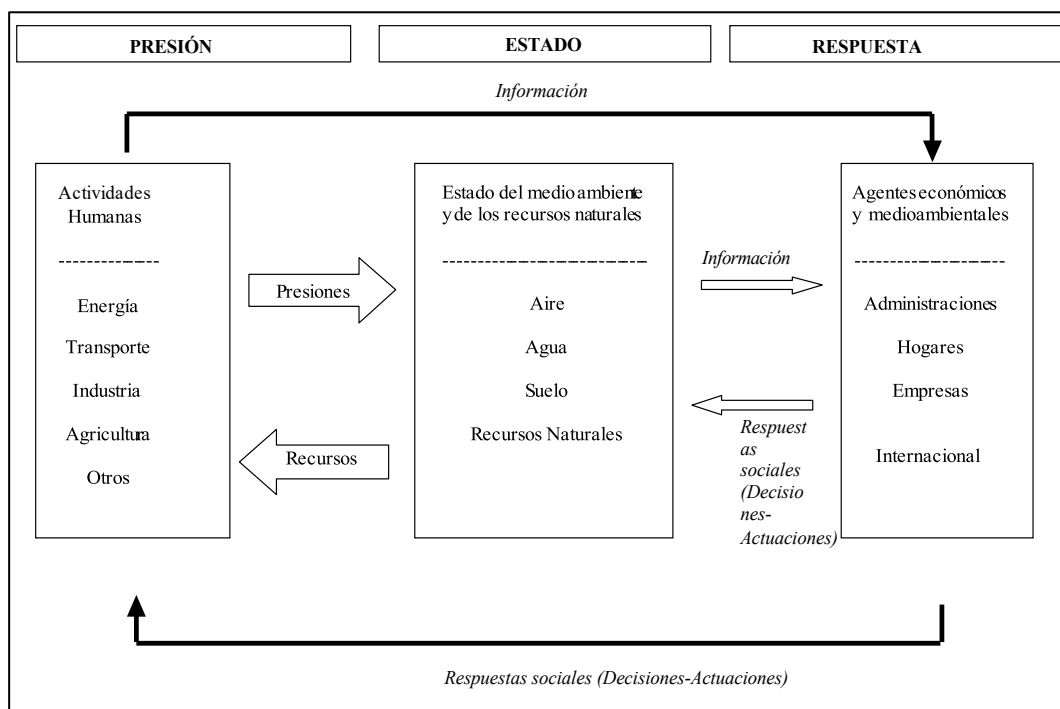 PRESIÓN
ESTADO
RESPUESTA
Información
Actividades
Humanas
Energía
Transporte
Industria
Agricultura
Otros
Presiones
Recursos
Estado del medio ambiente
y de los recursos naturales
Aire
Agua
Suelo
Recursos Naturales
Información
Respuest
as
sociales
(Decisio
nes-
Actuaciones)
Agentes económicos
y medioambientales
Administraciones
Hogares
Empresas
Internacional
Respuestas sociales (Decisiones-Actuaciones)